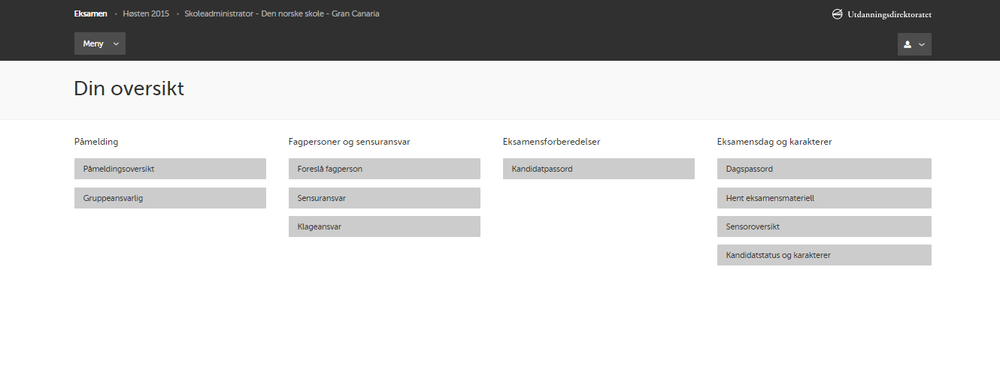 Eksamen • Høsten 2015 • Skoleadministrator - Den norske skole - Gran Canaria
Utdanningsdirektoratet
Meny
Din oversikt
Påmelding
Påmeldingsoversikt
Gruppeansvarlig
Fagpersoner og sensuransvar
Foreslå fagperson
Sensuransvar
Klageansvar
Eksamensforberedelser
Kandidatpassord
Eksamensdag og karakterer
Dagspassord
Hent eksamensmateriell
Sensoroversikt
Kandidatstatus og karakterer